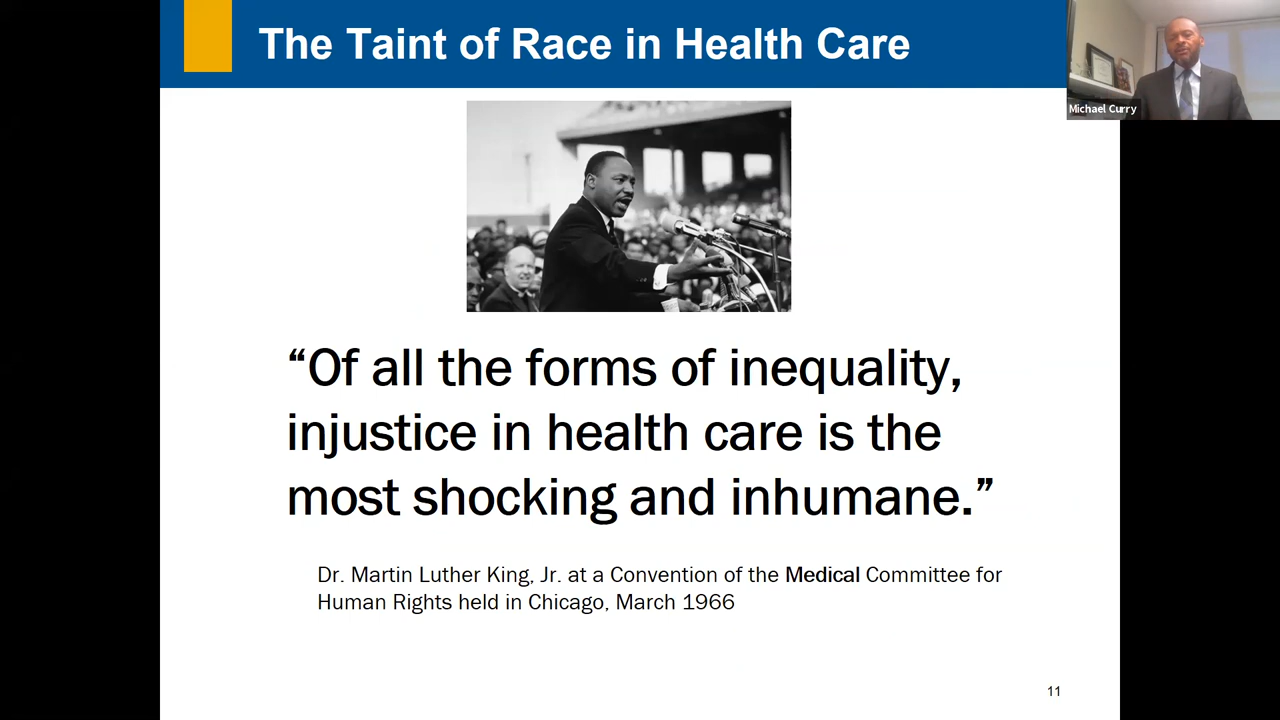 The Taint of Race in Health Care
Michael Curry
“Of all the forms of inequality,
injustice in health care is the
most shocking and inhumane.”
Dr. Martin Luther King, Jr. at a Convention of the Medical Committee for
Human Rights held in Chicago, March 1966
11